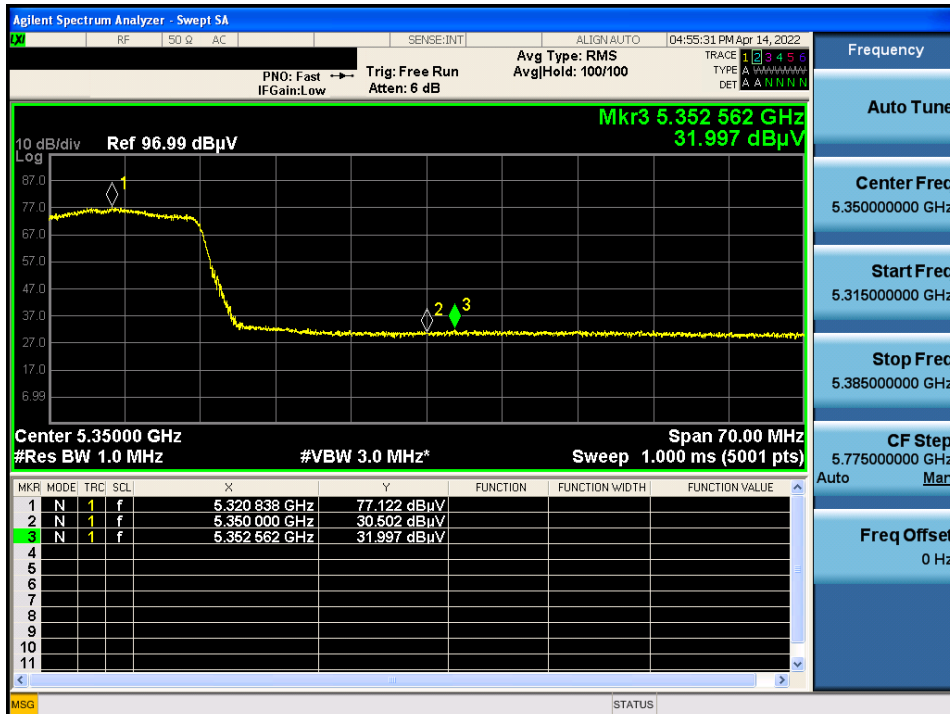 Agilent Spectrum Analyzer - Swept SA
LXI RF 50 Ω AC SENSE:INT ALIGN AUTO 04:55:31 PM Apr 14, 2022
PNO: Fast Trig: Free Run Avg Type: RMS TRACE 1 2 3 4 5 6
IFGain:Low Atten: 6 dB Avg|Hold: 100/100 TYPE A WWWWW
DET A A N N N N
Mkr3 5.352 562 GHz
31.997 dBµV
10 dB/div Ref 96.99 dBµV
Log
87.0
77.0
67.0
57.0
47.0
37.0
27.0
17.0
6.99
1
2
3
Center 5.35000 GHz Span 70.00 MHz
#Res BW 1.0 MHz #VBW 3.0 MHz* Sweep 1.000 ms (5001 pts)
MKR MODE TRC SCL X Y FUNCTION FUNCTION WIDTH FUNCTION VALUE
1 N 1 f 5.320 838 GHz 77.122 dBµV
2 N 1 f 5.350 000 GHz 30.502 dBµV
3 N 1 f 5.352 562 GHz 31.997 dBµV
4
5
6
7
8
9
10
11
MSG STATUS
Frequency
Auto Tune
Center Freq
5.350000000 GHz
Start Freq
5.315000000 GHz
Stop Freq
5.385000000 GHz
CF Step
5.775000000 GHz
Auto Man
Freq Offset
0 Hz